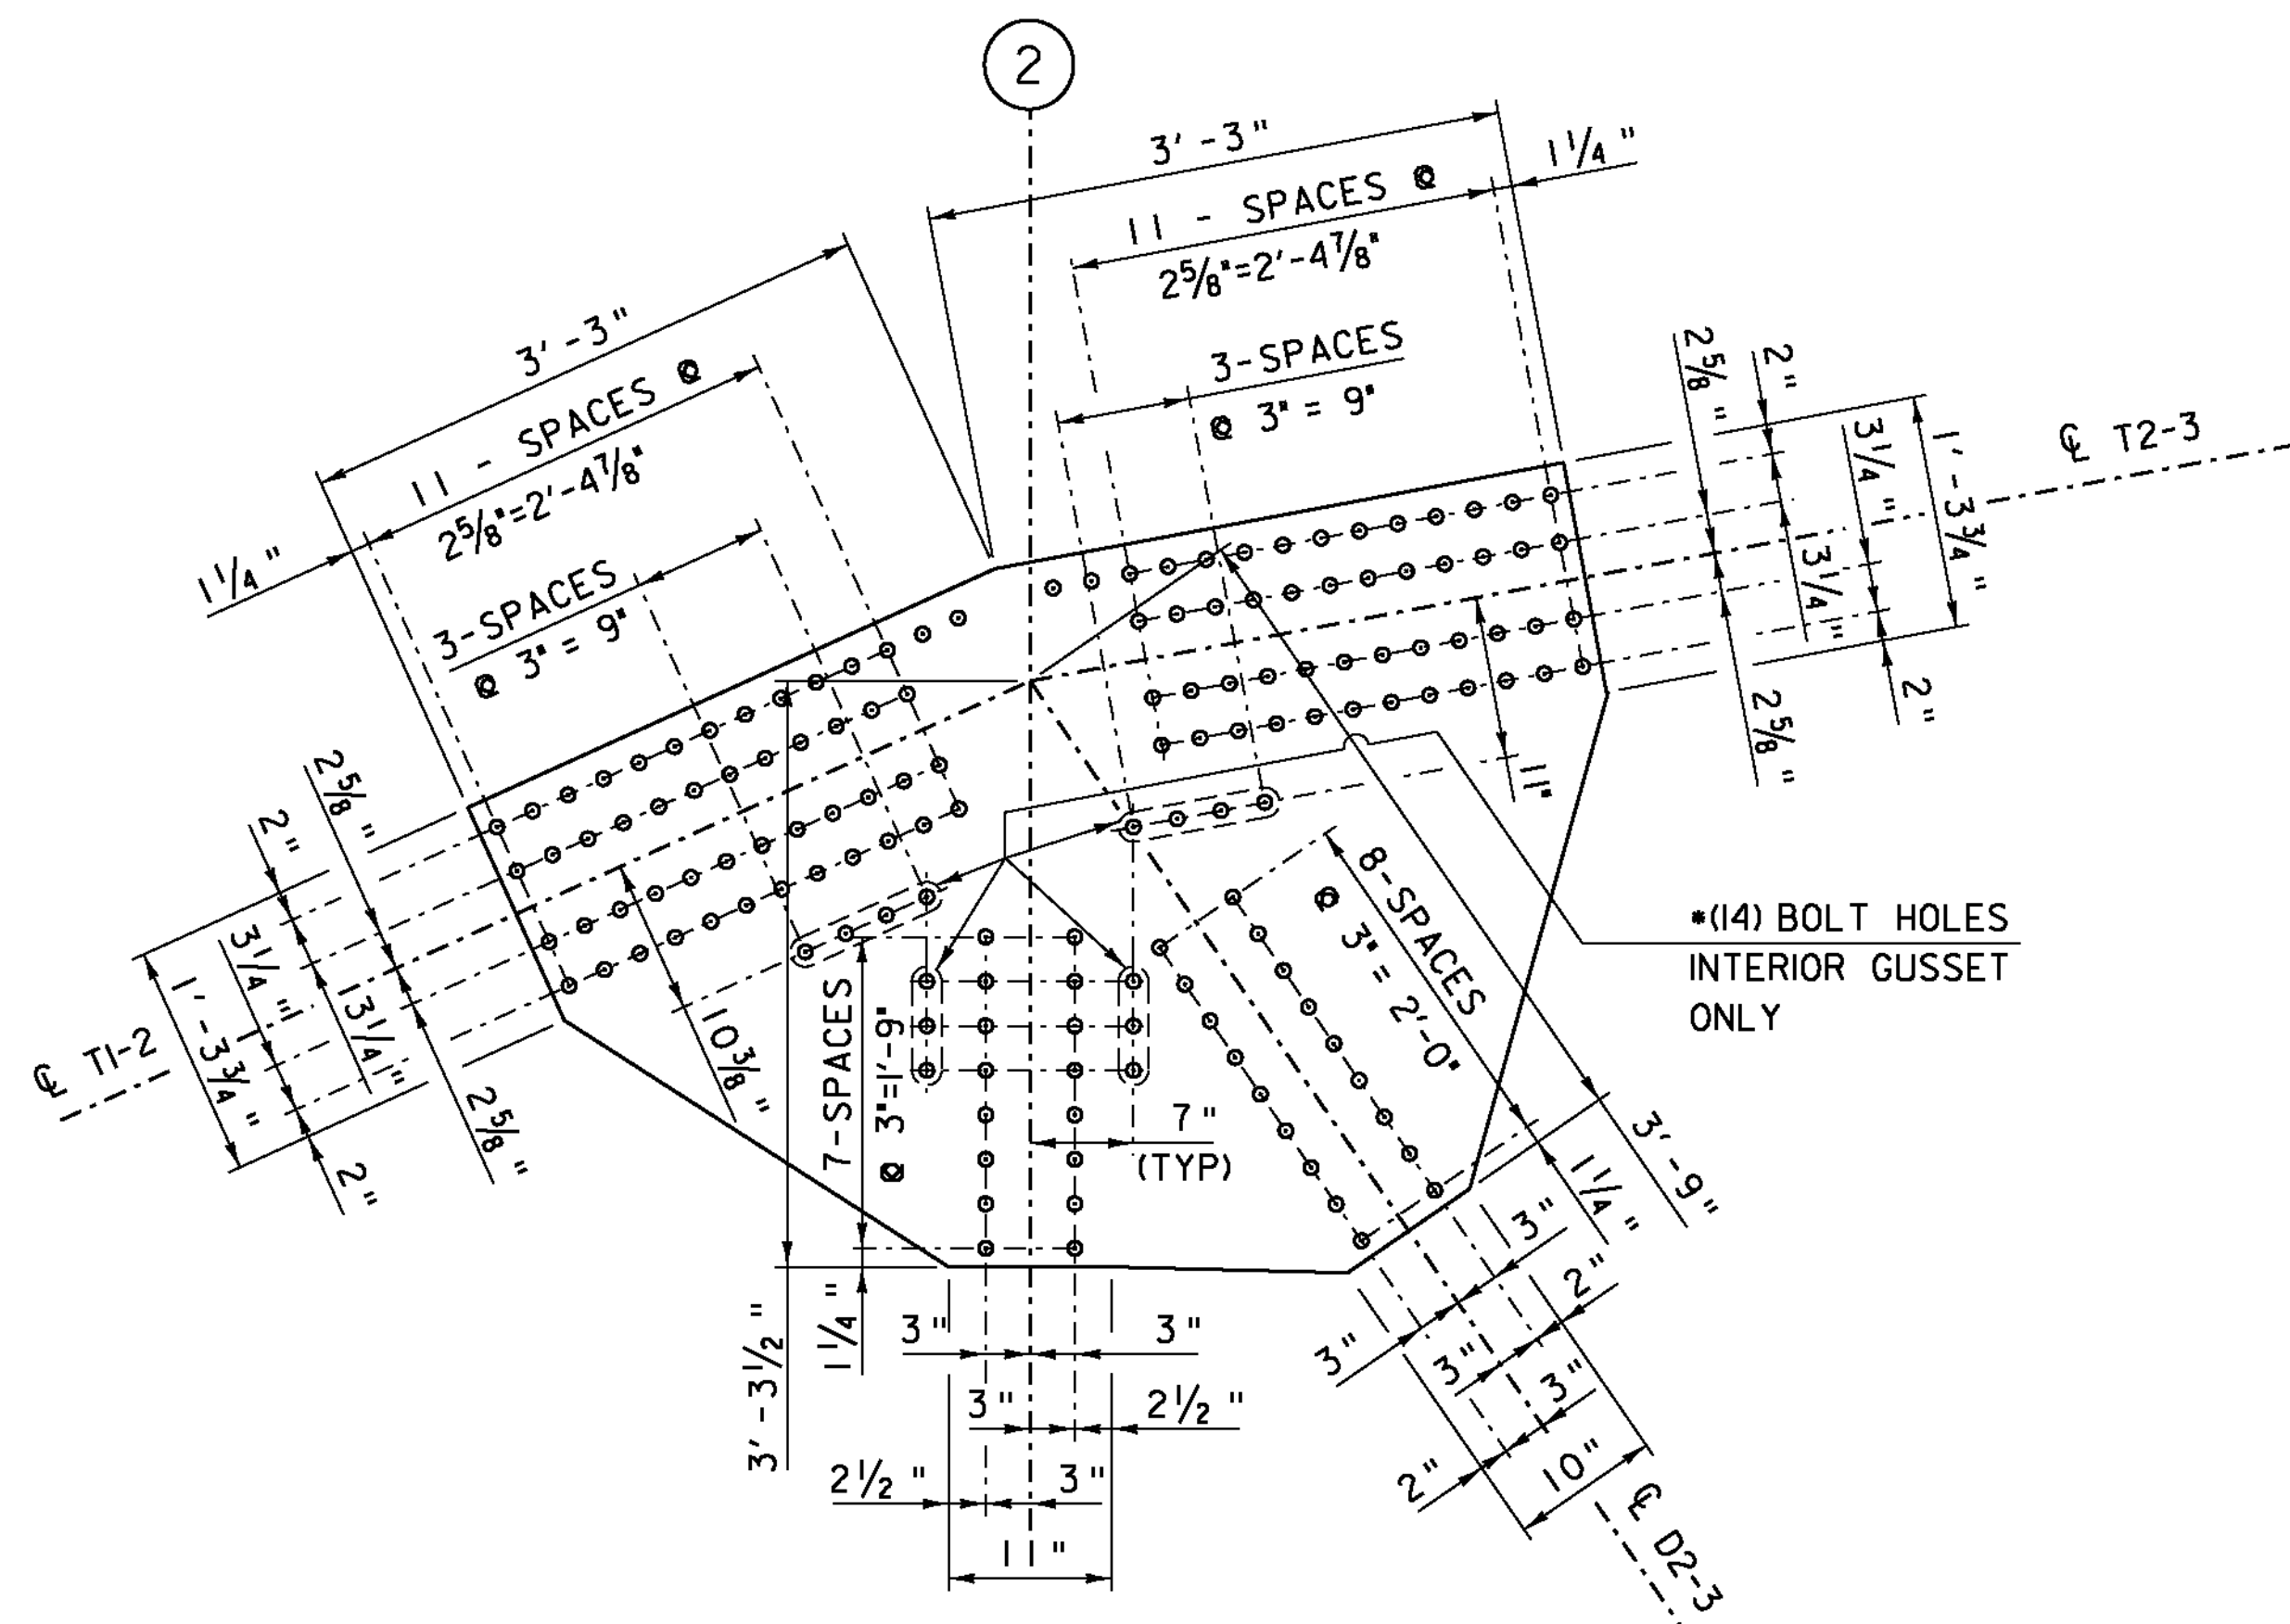 2
3'-3"
1 1/4"
11 - SPACES @
2 5/8"=2'-4 7/8"
3-SPACES
@ 3" = 9"
3'-3"
11 - SPACES @
2 5/8"=2'-4 7/8"
1 1/4"
3-SPACES
@ 3" = 9"
2 5/8"
2"
3 1/4"
1'-3 3/4"
3 1/4"
2"
2 5/8"
℄ T2-3
11"
2 5/8"
2"
3 1/4"
1'-3 3/4"
3 1/4"
2 5/8"
2"
℄ T1-2
10 3/8"
7-SPACES
@ 3"=1'-9"
8-SPACES
@ 3" = 2'-0"
*(14) BOLT HOLES
INTERIOR GUSSET
ONLY
7"
(TYP)
3'-9"
1 1/4"
3'-3 1/2"
1 1/4"
3"
3"
3"
2 1/2"
2 1/2"
3"
11"
3"
2"
3"
3"
3"
2"
10"
℄ D2-3